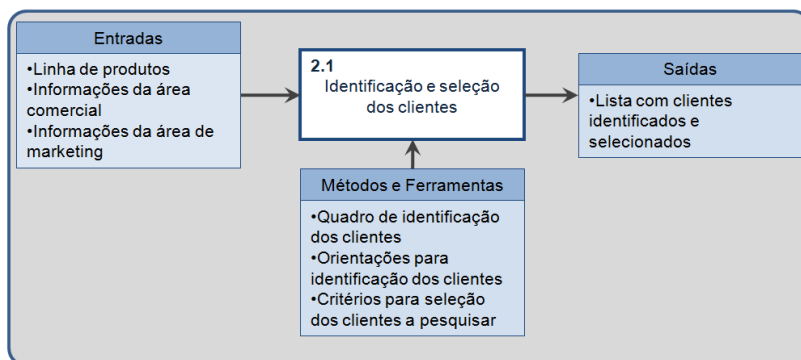 Entradas
•Linha de produtos
•Informações da área
comercial
•Informações da área de
marketing
2.1
Identificação e seleção
dos clientes
Saídas
•Lista com clientes
identificados e
selecionados
Métodos e Ferramentas
•Quadro de identificação
dos clientes
•Orientações para
identificação dos clientes
•Critérios para seleção
dos clientes a pesquisar